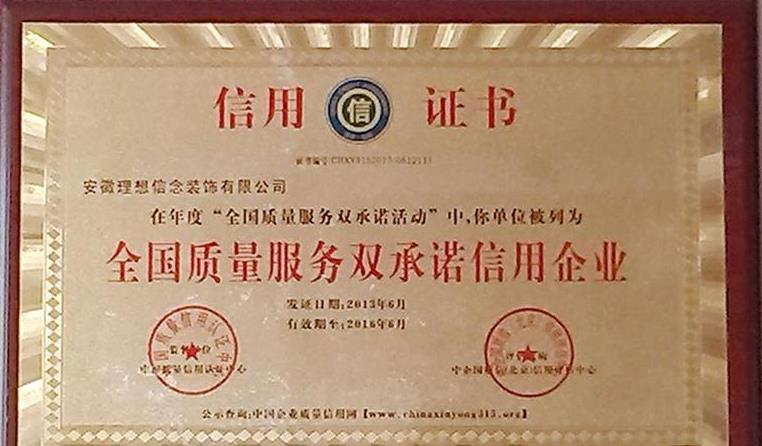 信用 信 证书
安徽理想信念装饰有限公司
在年度“全国质量服务双承诺活动”中,你单位被列为
全国质量服务双承诺信用企业
发证日期:2013年6月
有效期至:2016年6月
公示查询:中国企业质量信用网【www.chinaxinyong315.org】